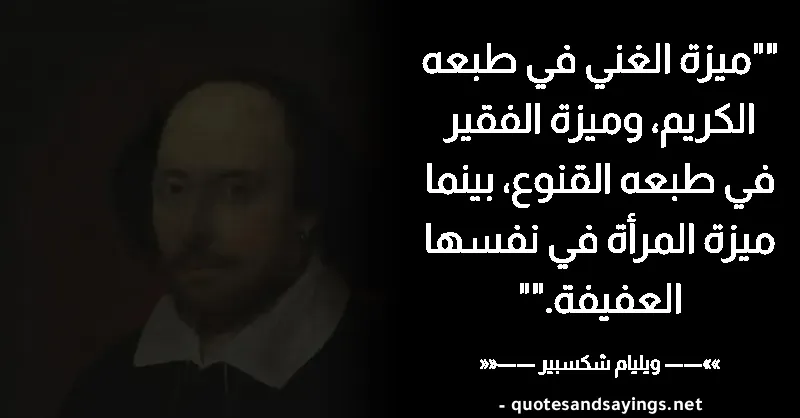 ""ميزة الغني في طبعه
الكريم، وميزة الفقير
في طبعه القنوع، بينما
ميزة المرأة في نفسها
العفيفة.""
»»—— ويليام شكسبير ——««
- quotesandsayings.net